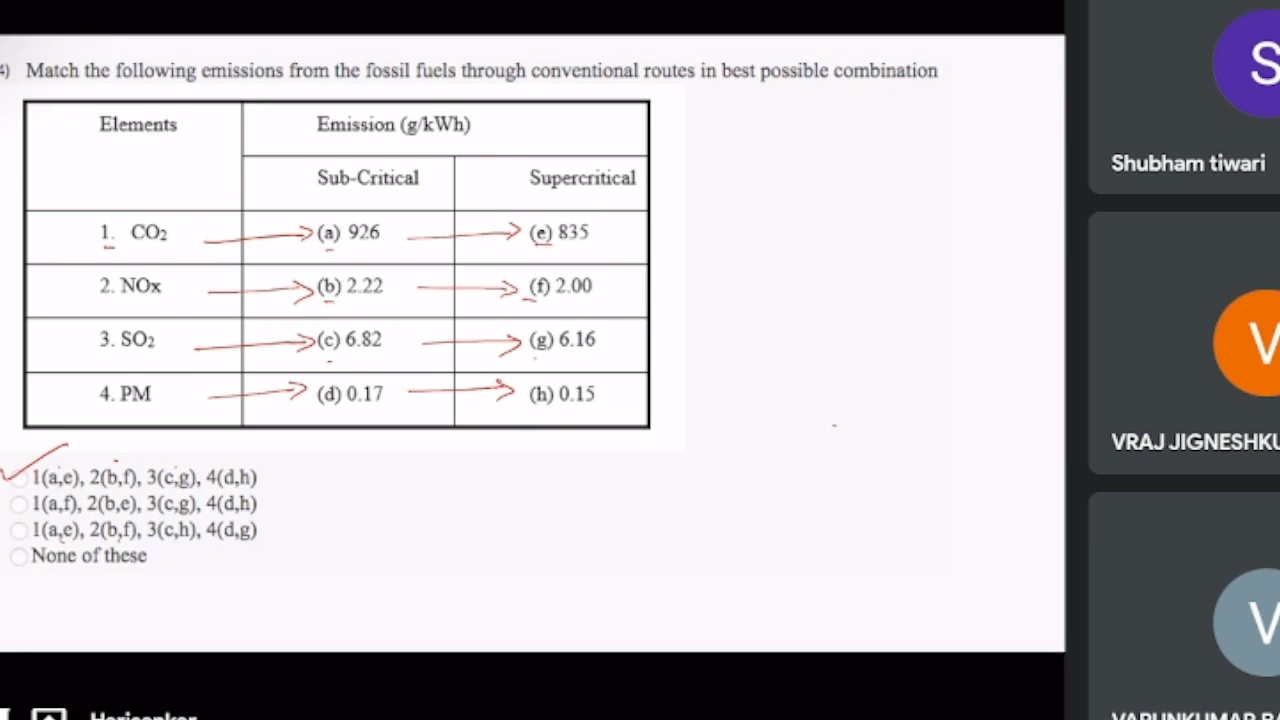 4) Match the following emissions from the fossil fuels through conventional routes in best possible combination
Elements
Emission (g/kWh)
Sub-Critical
Supercritical
1. CO₂
(a) 926
(e) 835
2. NOx
(b) 2.22
(f) 2.00
3. SO₂
(c) 6.82
(g) 6.16
4. PM
(d) 0.17
(h) 0.15
1(a,e), 2(b,f), 3(c,g), 4(d,h)
1(a,f), 2(b,e), 3(c,g), 4(d,h)
1(a,e), 2(b,f), 3(c,h), 4(d,g)
None of these
S
Shubham tiwari
V
VRAJ JIGNESHKU
V